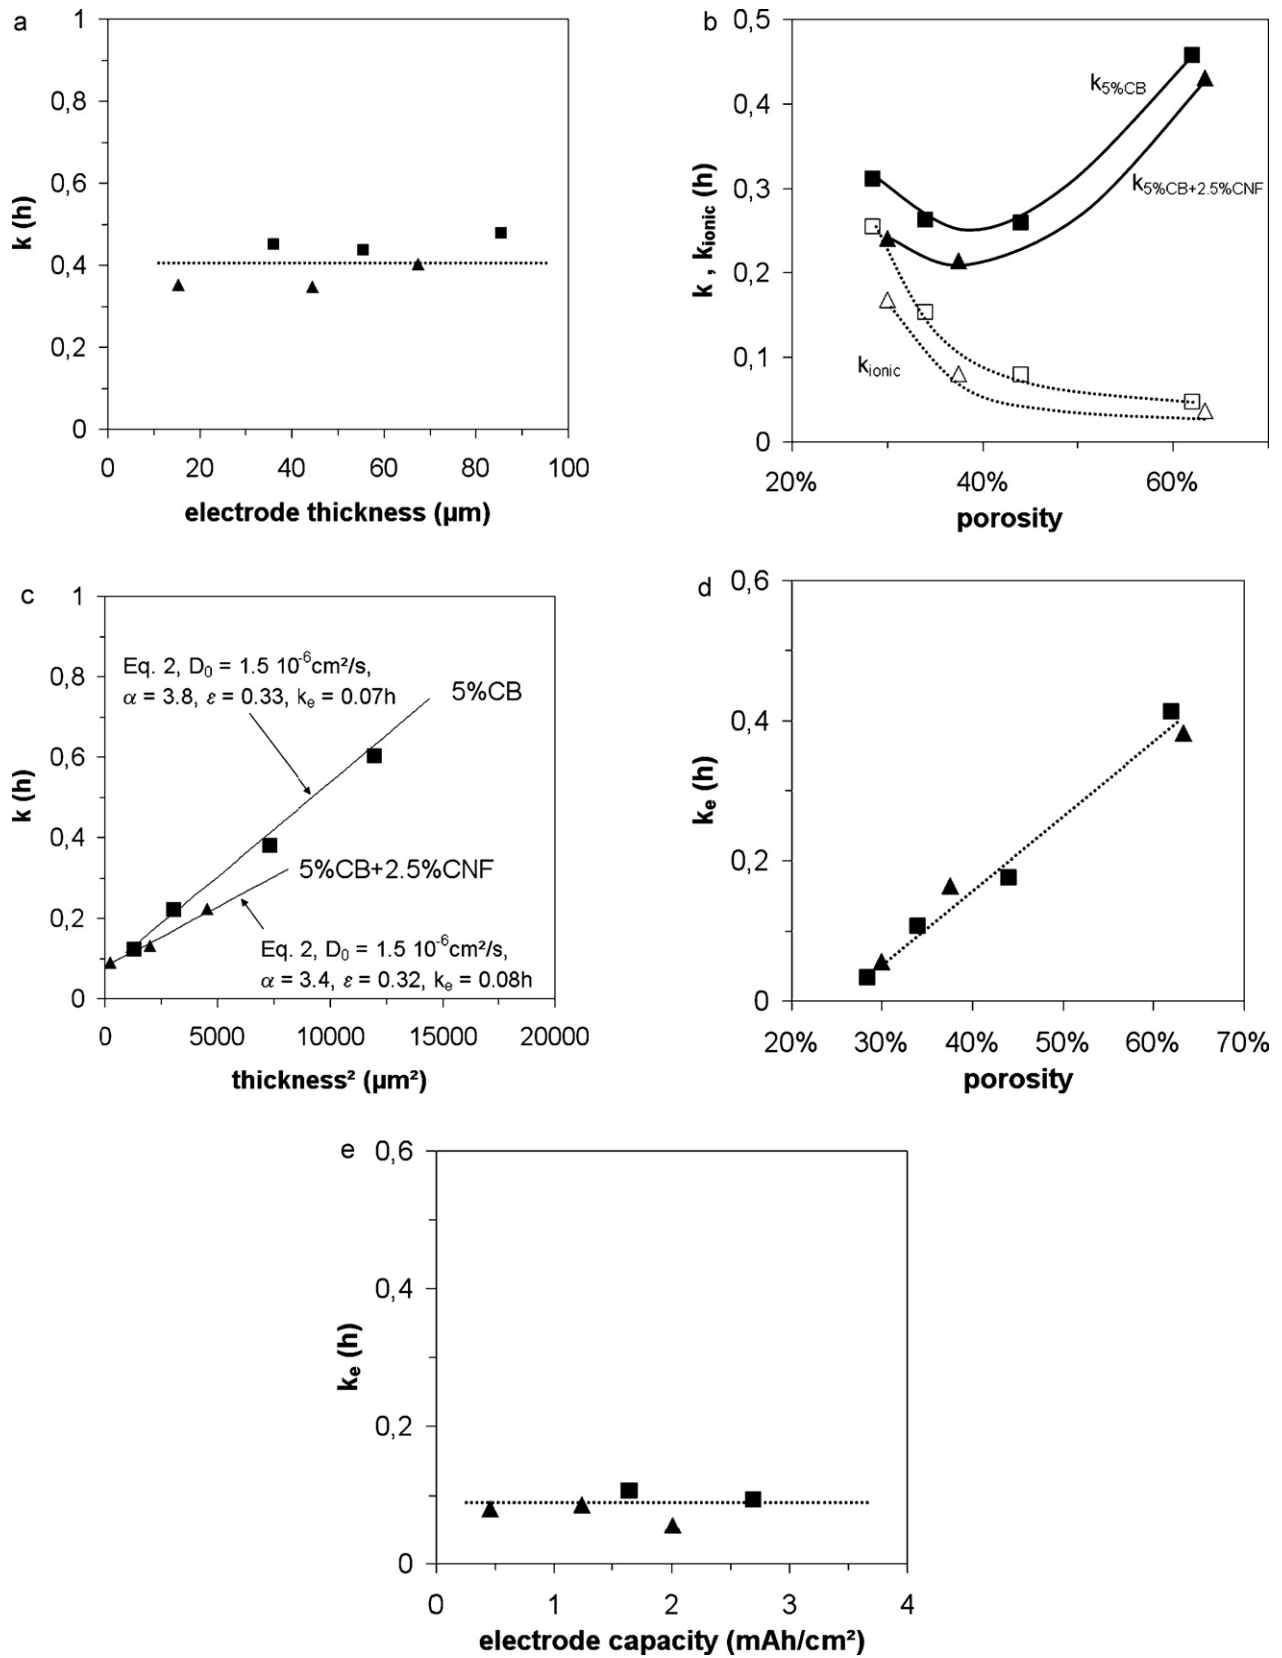 a
1
0,8
0,6
0,4
0,2
0
k (h)
0 20 40 60 80 100
electrode thickness (µm)
b
0,5
0,4
0,3
0,2
0,1
0
k , kionic (h)
k5%CB
k5%CB+2.5%CNF
kionic
20% 40% 60%
porosity
c
1
0,8
0,6
0,4
0,2
0
k (h)
Eq. 2, D0 = 1.5 10-6cm²/s,
α = 3.8, ε = 0.33, ke = 0.07h
5%CB
5%CB+2.5%CNF
Eq. 2, D0 = 1.5 10-6cm²/s,
α = 3.4, ε = 0.32, ke = 0.08h
0 5000 10000 15000 20000
thickness² (µm²)
d
0,6
0,4
0,2
0
ke (h)
20% 30% 40% 50% 60% 70%
porosity
e
0,6
0,4
0,2
0
ke (h)
0 1 2 3 4
electrode capacity (mAh/cm²)